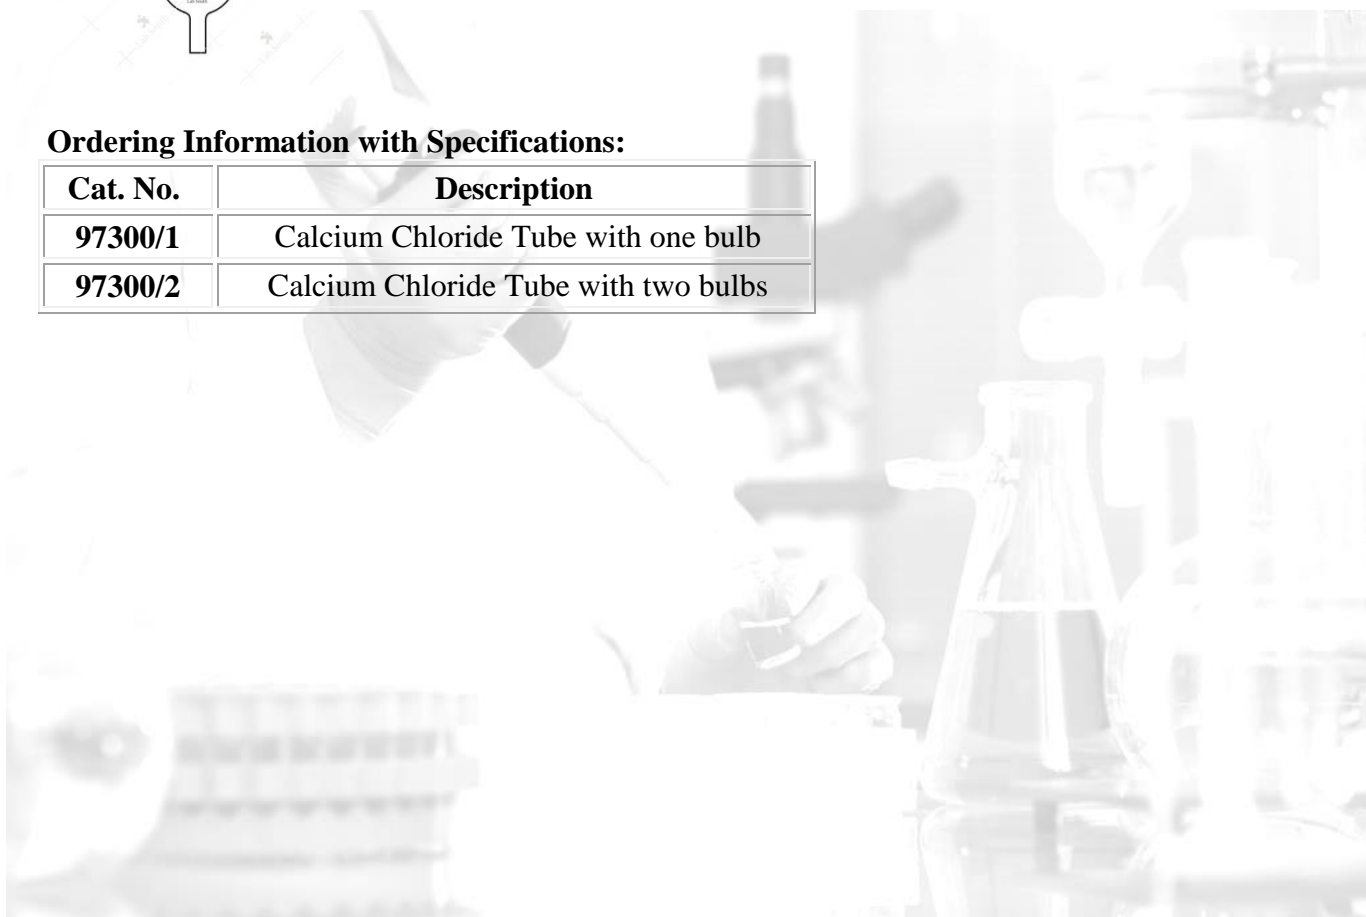 Ordering Information with Specifications:
Cat. No. Description
97300/1 Calcium Chloride Tube with one bulb
97300/2 Calcium Chloride Tube with two bulbs